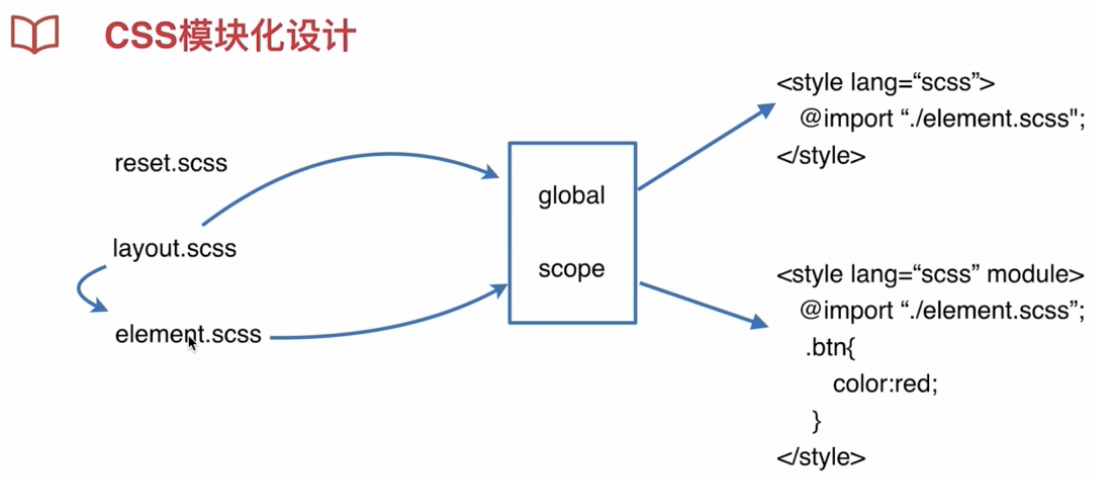 CSS模块化设计
reset.scss
layout.scss
element.scss
global
scope
<style lang=“scss”>
@import “./element.scss";
</style>
<style lang=“scss” module>
@import “./element.scss”;
.btn{
color:red;
}
</style>